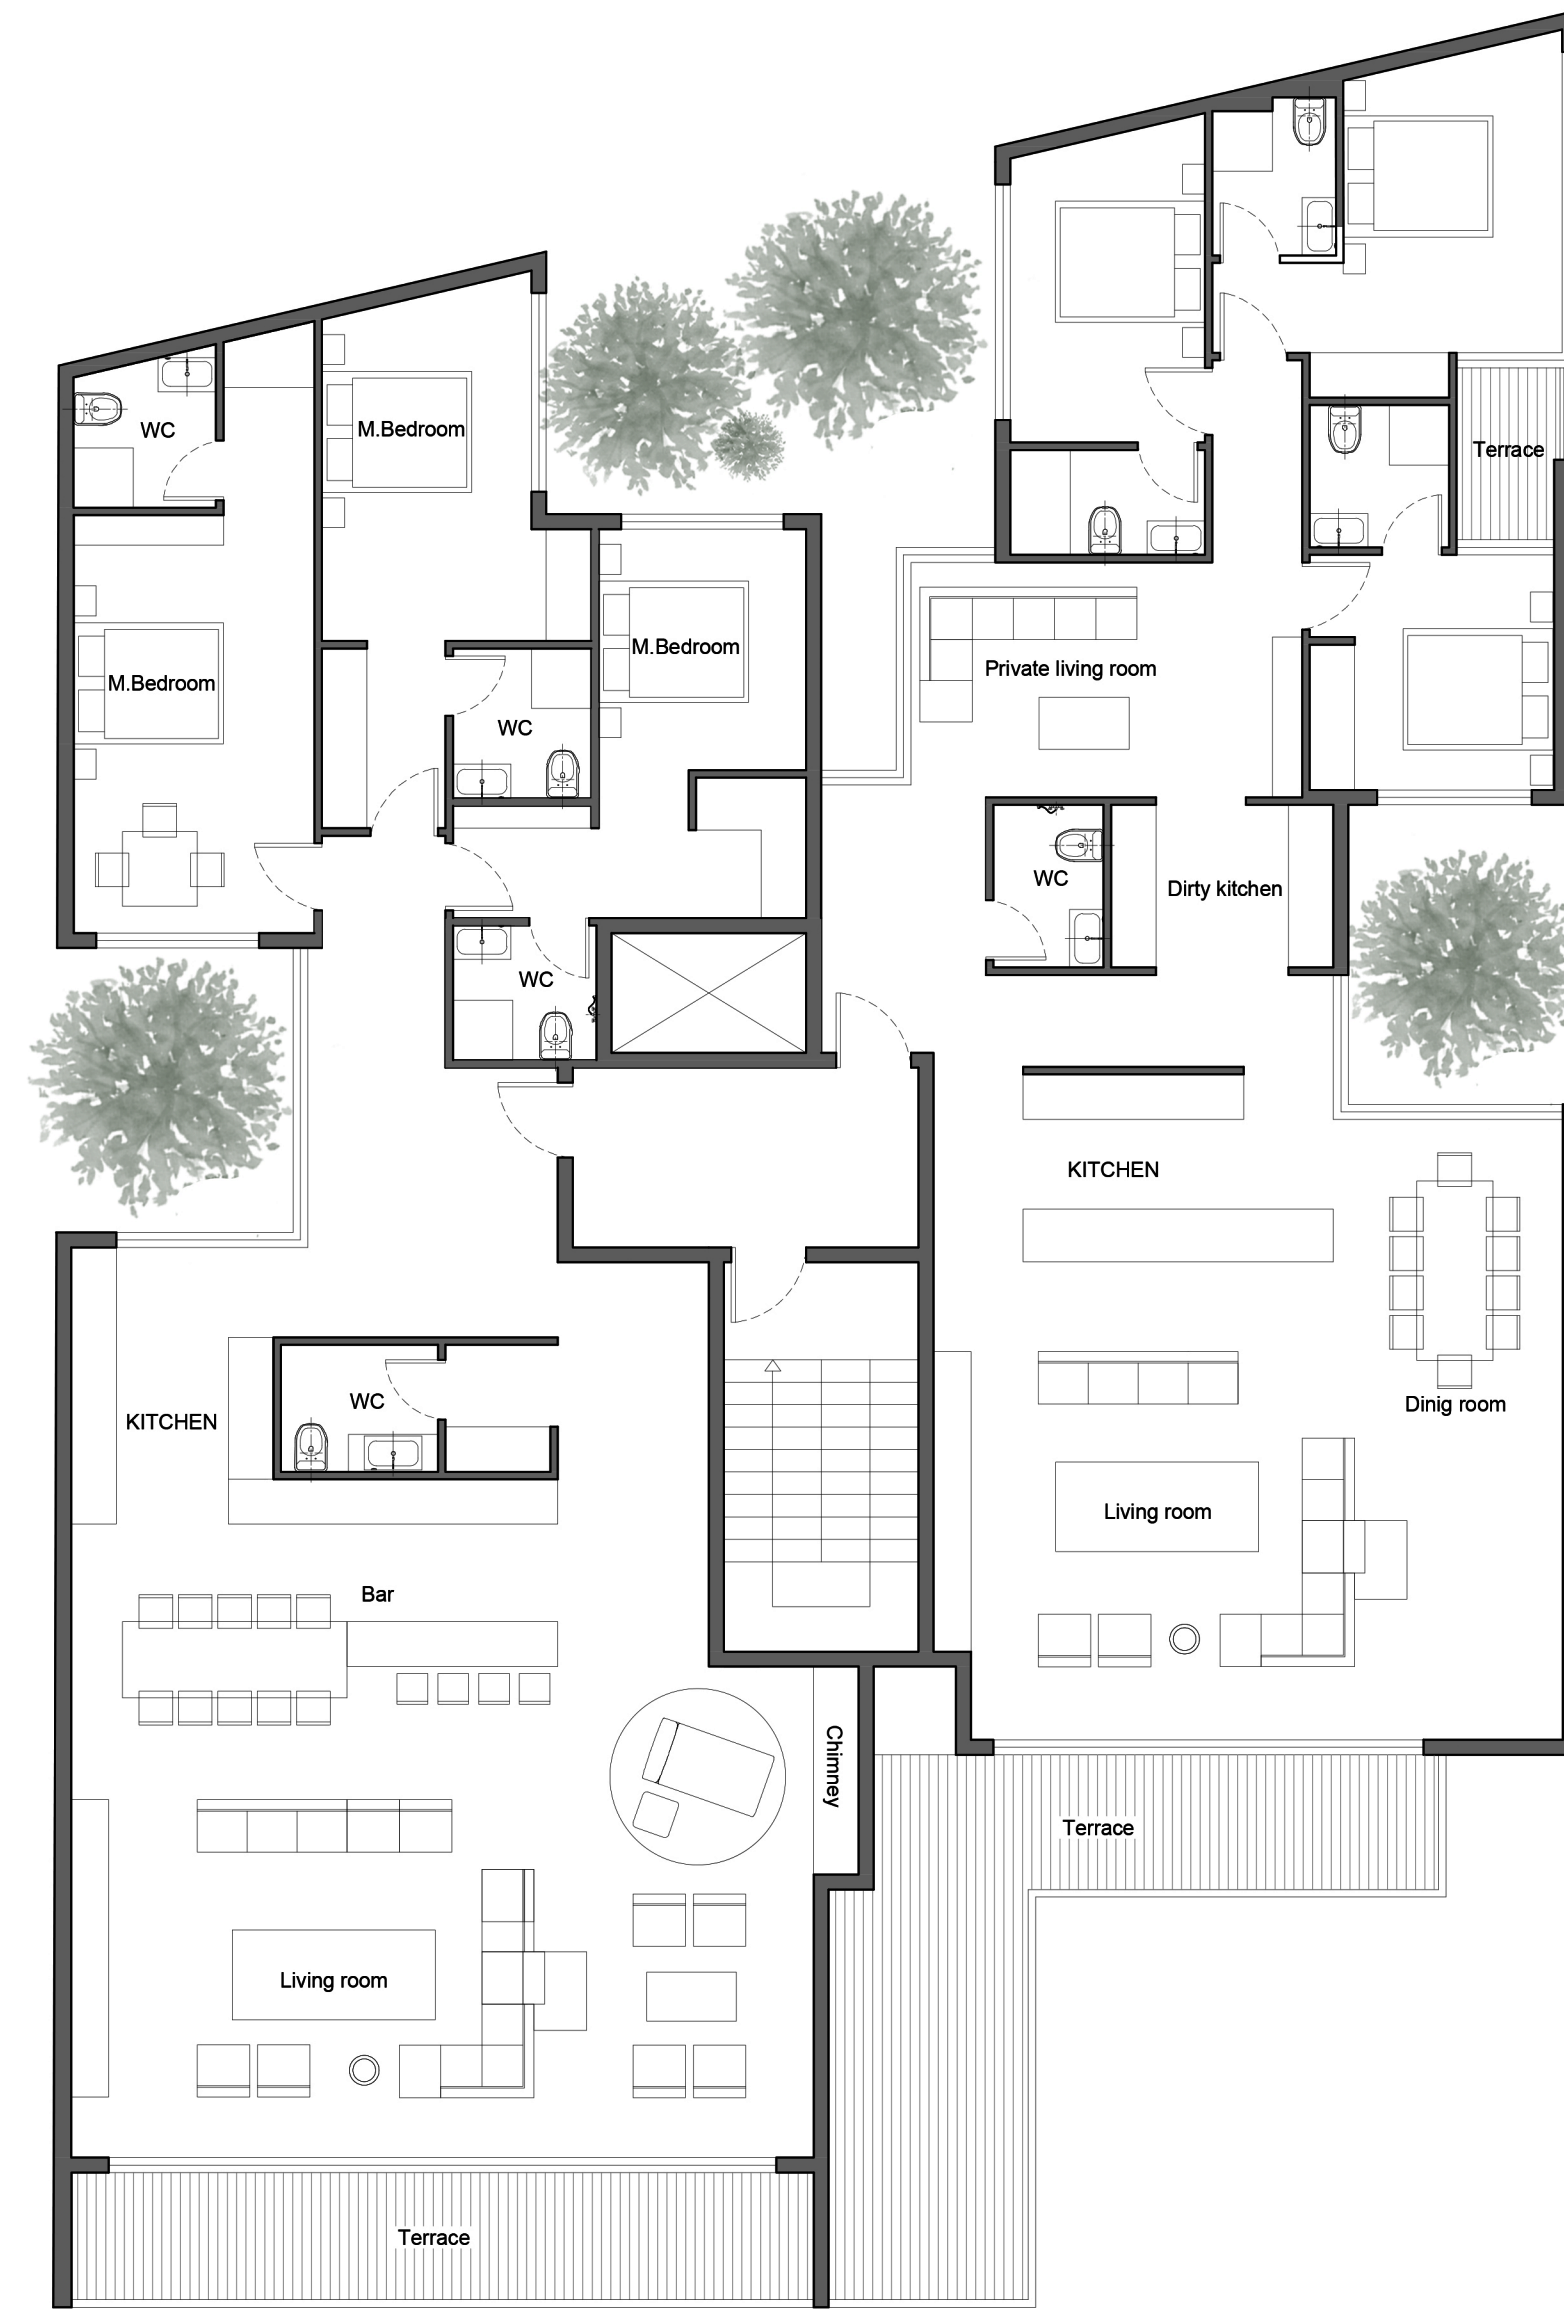 WC
M.Bedroom
Terrace
M.Bedroom
Private living room
M.Bedroom
WC
WC
Dirty kitchen
WC
KITCHEN
WC
KITCHEN
Dinig room
Living room
Bar
Chimney
Terrace
Living room
Terrace